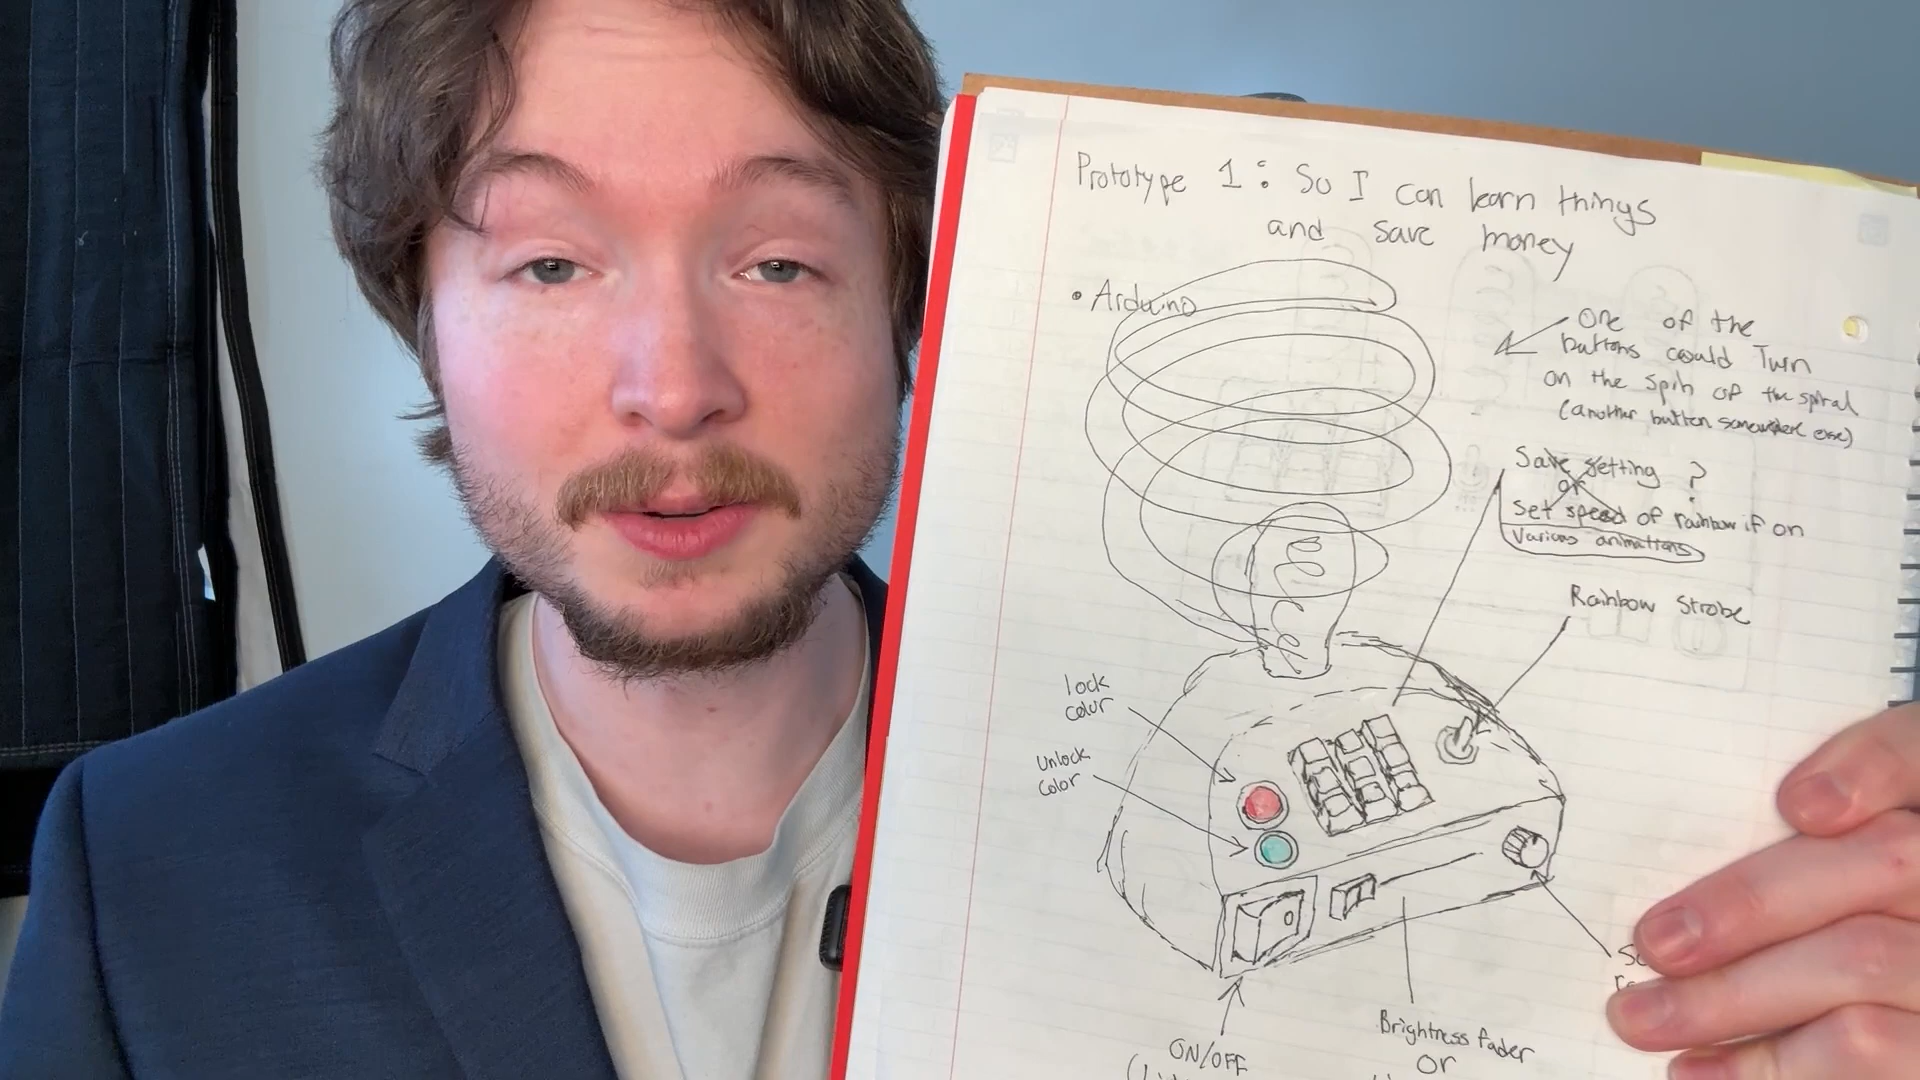 Prototype 1: So I can learn things
and save money
• Arduino
One of the
buttons could Turn
on the spin of the spiral
(another button somewhere else)
Save setting ?
or
Set speed of rainbow if on
Various animations
Rainbow Strobe
lock
color
Unlock
Color
ON/OFF
Brightness fader
or